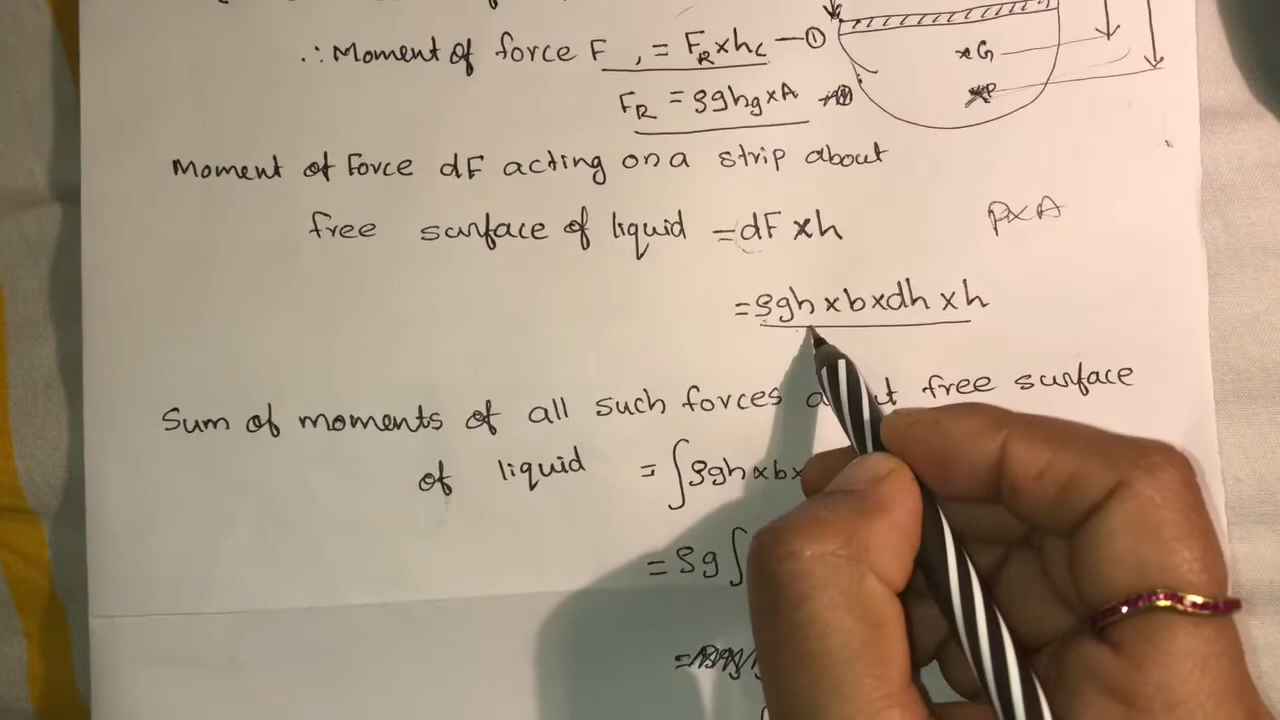 ∴ Moment of force F , = F_R × h_c — ①
F_R = ρgh_g × A
G
P
Moment of Force dF acting on a strip about
free surface of liquid = dF × h
P × A
= ρgh × b × dh × h
Sum of moments of all such forces free surface
of liquid = ∫ρgh × b ×
= ρg ∫